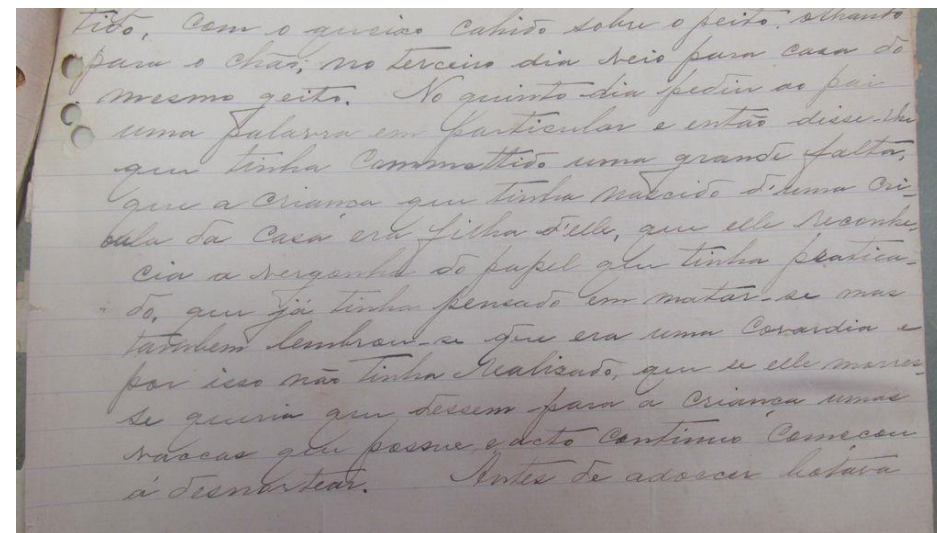 tido, com o queixo cahido sobre o peito, olhando
para o chão; no terceiro dia veio para casa do
mesmo geito. No quinto dia pediu ao pai
uma palavra em particular e então disse-lhe
que tinha commettido uma grande falta,
que a criança que tinha nascido d'uma cri-
oula da casa era filha d'elle, que elle reconhe-
cia a vergonha do papel que tinha pratica-
do, que já tinha pensado em matar-se mas
tambem lembrou-se que era uma covardia e
por isso não tinha realisado, que se elle morres-
se queria que dessem para a criança umas
vaccas que possue, e acto continuo começou
á desnortear. Antes de adoecer botava